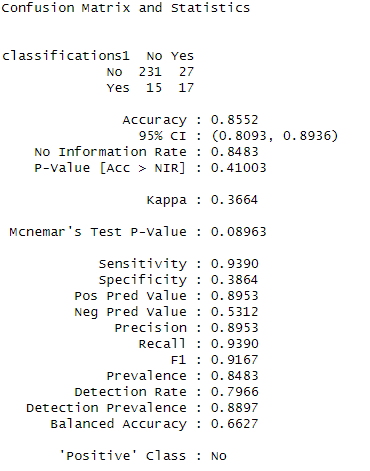 Confusion Matrix and Statistics
classifications1 No Yes
No 231 27
Yes 15 17
Accuracy : 0.8552
95% CI : (0.8093, 0.8936)
No Information Rate : 0.8483
P-Value [Acc > NIR] : 0.41003
Kappa : 0.3664
Mcnemar's Test P-Value : 0.08963
Sensitivity : 0.9390
Specificity : 0.3864
Pos Pred Value : 0.8953
Neg Pred Value : 0.5312
Precision : 0.8953
Recall : 0.9390
F1 : 0.9167
Prevalence : 0.8483
Detection Rate : 0.7966
Detection Prevalence : 0.8897
Balanced Accuracy : 0.6627
'Positive' Class : No